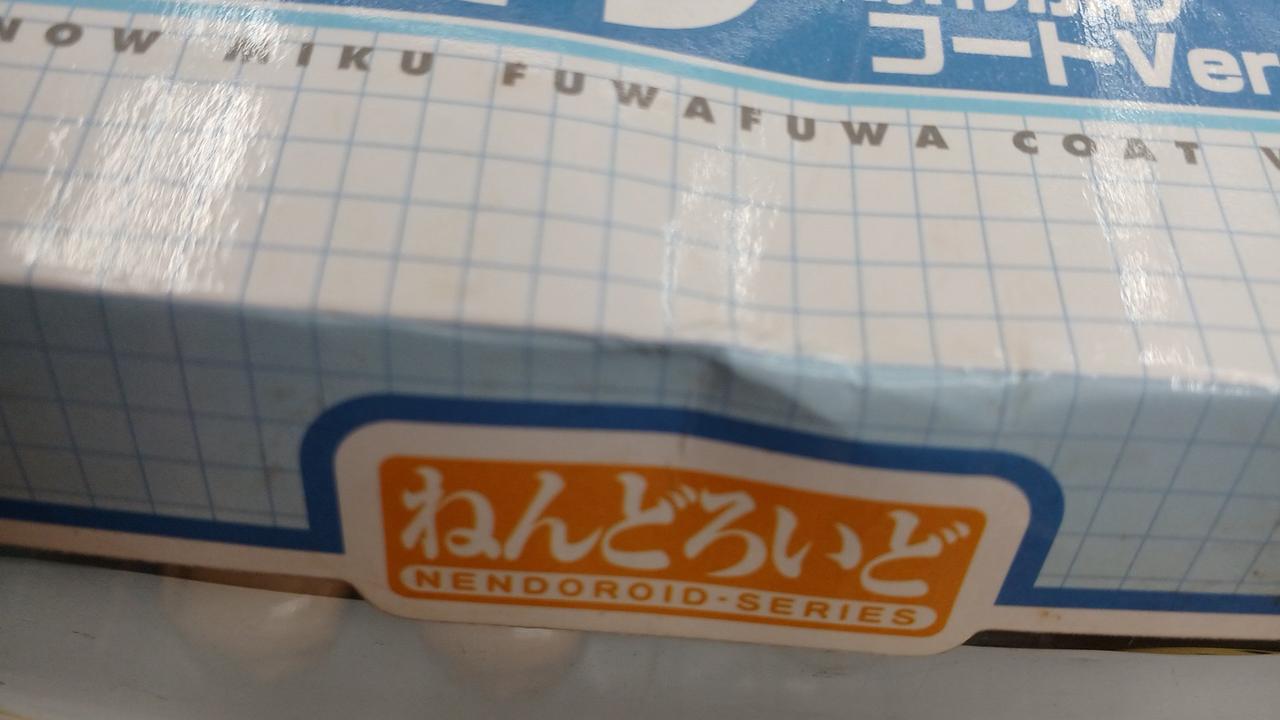 コートVer
NOW MIKU FUWAFUWA COAT V
ねんどろいど
NENDOROID-SERIES